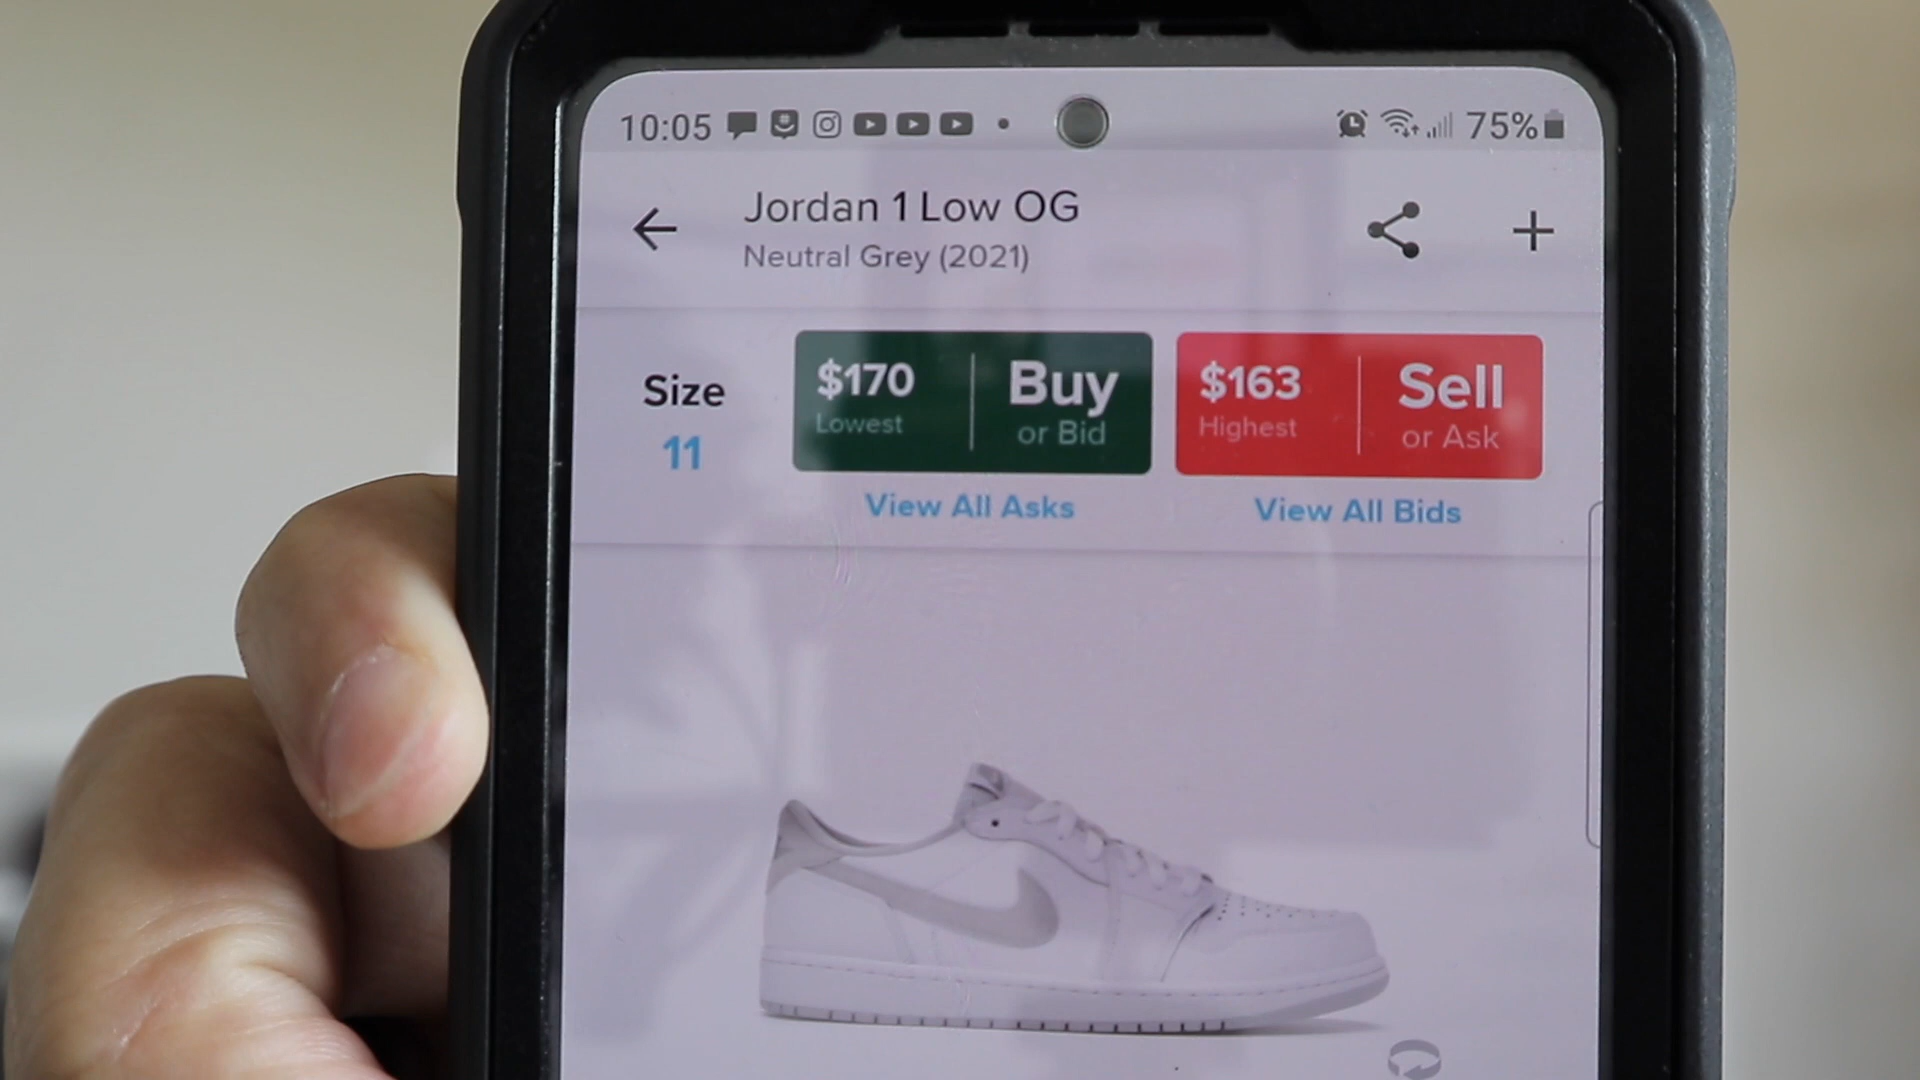 10:05 75%
Jordan 1 Low OG
Neutral Grey (2021)
Size
11
$170
Lowest
Buy
or Bid
$163
Highest
Sell
or Ask
View All Asks
View All Bids